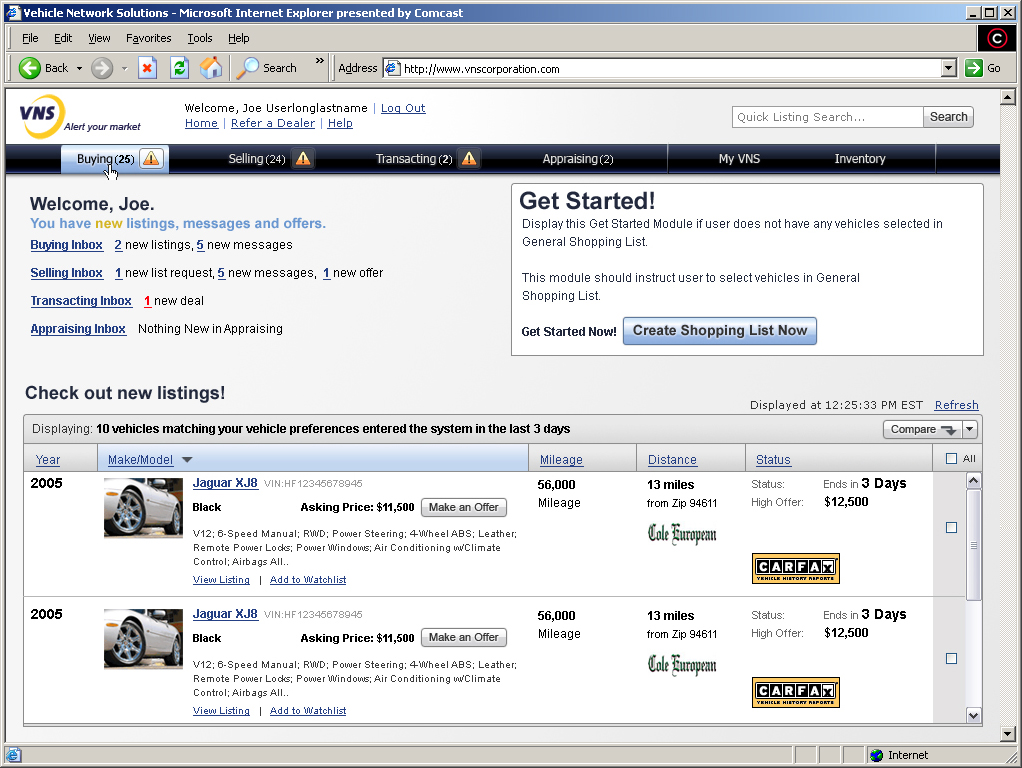 Vehicle Network Solutions - Microsoft Internet Explorer presented by Comcast
File Edit View Favorites Tools Help
C
Back Search » Address http://www.vnscorporation.com Go
VNS Alert your market
Welcome, Joe Userlonglastname | Log Out
Home | Refer a Dealer | Help
Quick Listing Search... Search
Buying (25) Selling (24) Transacting (2) Appraising (2) My VNS Inventory
Welcome, Joe.
You have new listings, messages and offers.
Buying Inbox 2 new listings, 5 new messages
Selling Inbox 1 new list request, 5 new messages, 1 new offer
Transacting Inbox 1 new deal
Appraising Inbox Nothing New in Appraising
Get Started!
Display this Get Started Module if user does not have any vehicles selected in
General Shopping List.
This module should instruct user to select vehicles in General
Shopping List.
Get Started Now! Create Shopping List Now
Check out new listings!
Displayed at 12:25:33 PM EST Refresh
Displaying: 10 vehicles matching your vehicle preferences entered the system in the last 3 days Compare
Year Make/Model Mileage Distance Status All
2005 Jaguar XJ8 VIN:HF12345678945 56,000 13 miles Status: Ends in 3 Days
Mileage from Zip 94611 High Offer: $12,500
Black Asking Price: $11,500 Make an Offer
Cole European
V12; 6-Speed Manual; RWD; Power Steering; 4-Wheel ABS; Leather;
Remote Power Locks; Power Windows; Air Conditioning w/Climate
Control; Airbags All..
CARFAX
VEHICLE HISTORY REPORTS
View Listing | Add to Watchlist
2005 Jaguar XJ8 VIN:HF12345678945 56,000 13 miles Status: Ends in 3 Days
Mileage from Zip 94611 High Offer: $12,500
Black Asking Price: $11,500 Make an Offer
Cole European
V12; 6-Speed Manual; RWD; Power Steering; 4-Wheel ABS; Leather;
Remote Power Locks; Power Windows; Air Conditioning w/Climate
Control; Airbags All..
CARFAX
VEHICLE HISTORY REPORTS
View Listing | Add to Watchlist
Internet